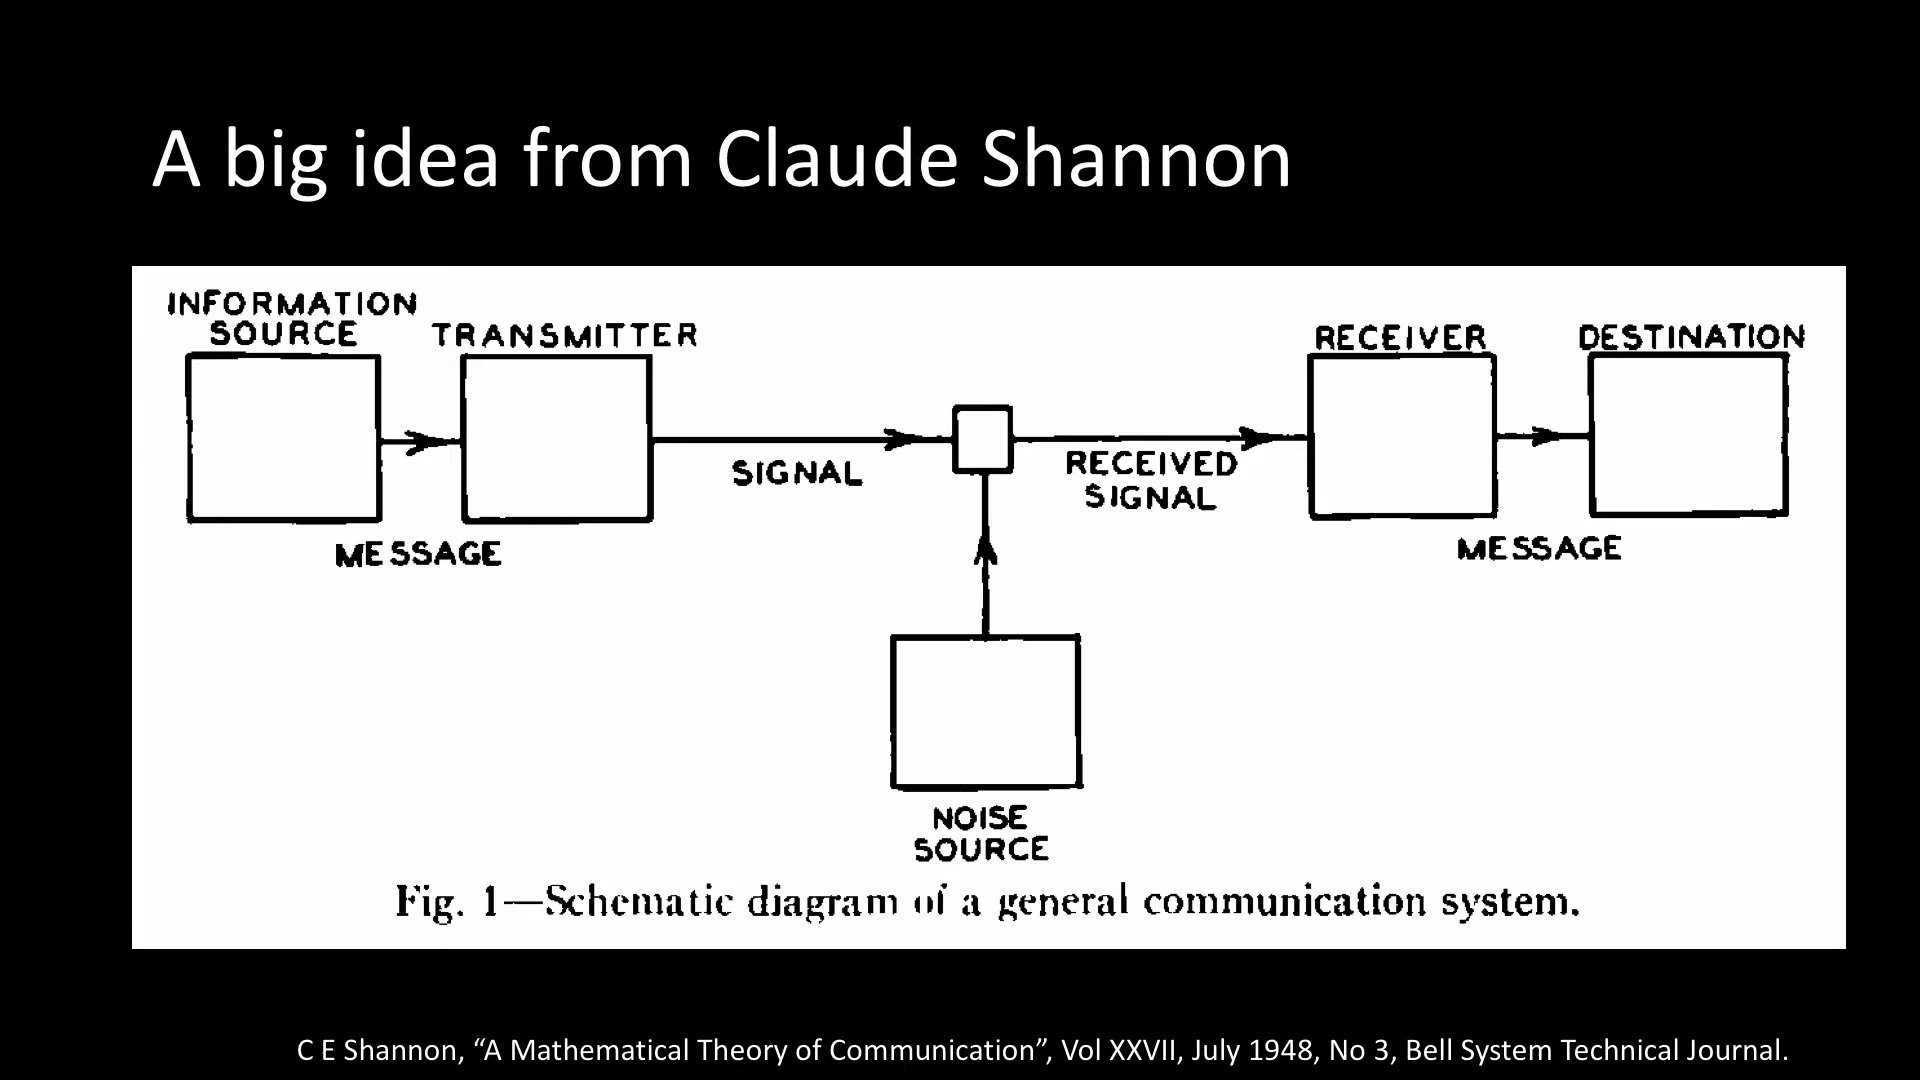 A big idea from Claude Shannon
INFORMATION
SOURCE
TRANSMITTER
RECEIVER
DESTINATION
SIGNAL
RECEIVED
SIGNAL
MESSAGE
MESSAGE
NOISE
SOURCE
Fig. 1—Schematic diagram of a general communication system.
C E Shannon, “A Mathematical Theory of Communication”, Vol XXVII, July 1948, No 3, Bell System Technical Journal.